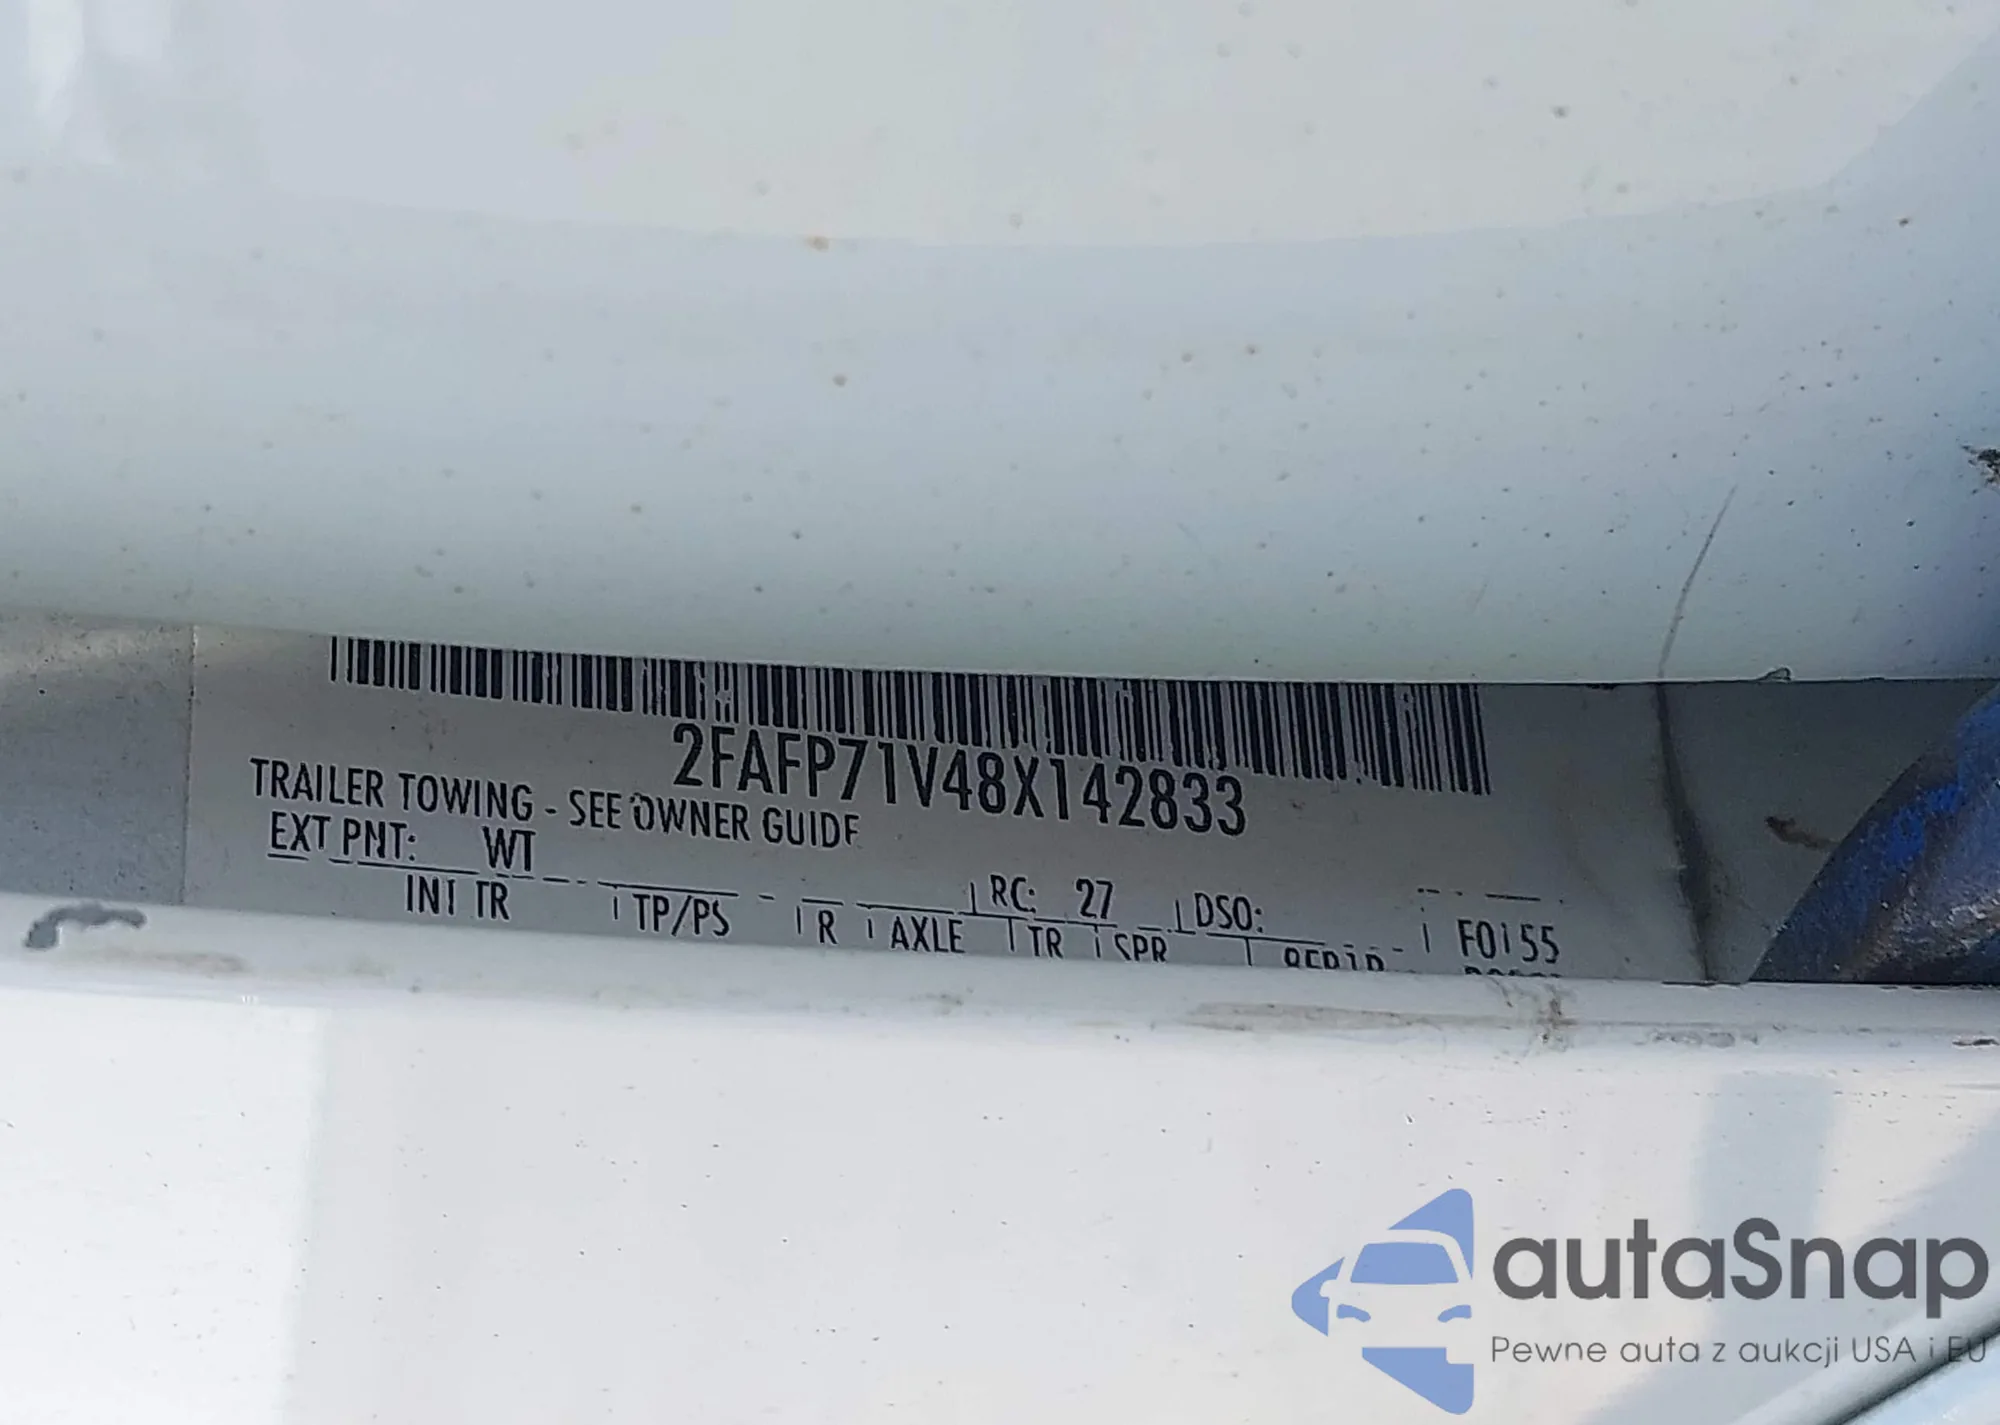 2FAFP71V48X142833
TRAILER TOWING - SEE OWNER GUIDE
EXT PNT: WT RC: 27 DSO:
INT TR TP/PS R AXLE TR SPR F0155
autaSnap
Pewne auta z aukcji USA i EU